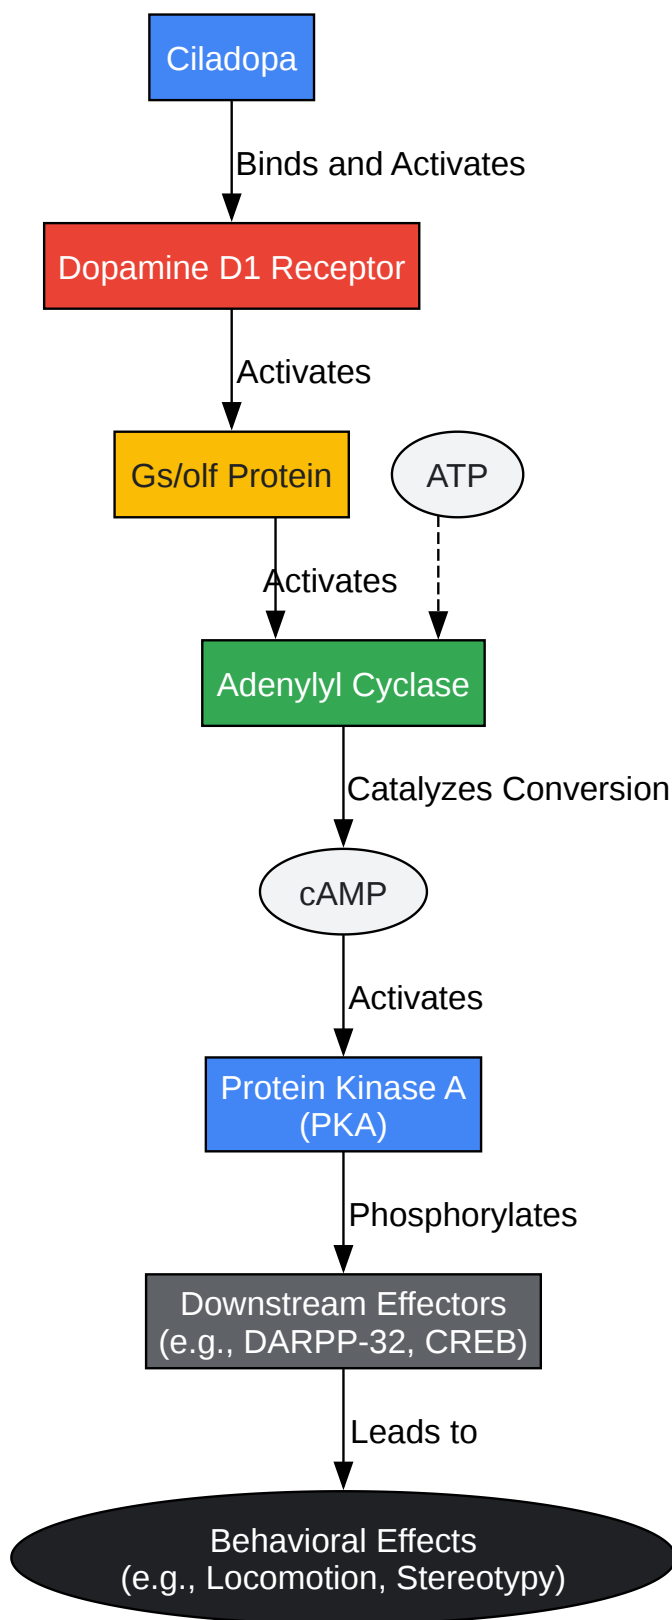 Ciladopa
Binds and Activates
Dopamine D1 Receptor
Activates
Gs/olf Protein
ATP
Activates
Adenylyl Cyclase
Catalyzes Conversion
cAMP
Activates
Protein Kinase A
(PKA)
Phosphorylates
Downstream Effectors
(e.g., DARPP-32, CREB)
Leads to
Behavioral Effects
(e.g., Locomotion, Stereotypy)